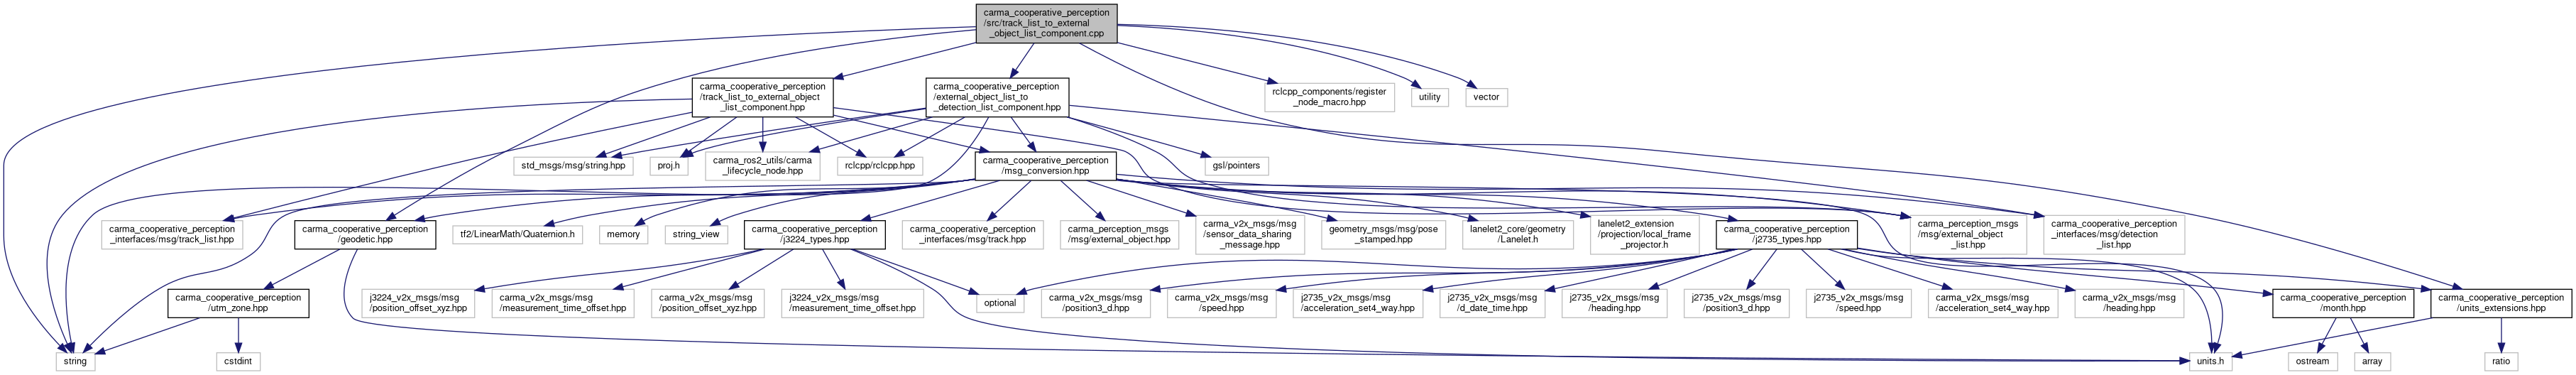 carma_cooperative_perception
/src/track_list_to_external
_object_list_component.cpp
carma_cooperative_perception
/track_list_to_external_object
_list_component.hpp
carma_cooperative_perception
/external_object_list_to
_detection_list_component.hpp
rclcpp_components/register
_node_macro.hpp
utility
vector
std_msgs/msg/string.hpp
proj.h
carma_ros2_utils/carma
_lifecycle_node.hpp
rclcpp/rclcpp.hpp
carma_cooperative_perception
/msg_conversion.hpp
gsl/pointers
carma_cooperative_perception
_interfaces/msg/track_list.hpp
carma_cooperative_perception
/geodetic.hpp
tf2/LinearMath/Quaternion.h
memory
string_view
carma_cooperative_perception
/j3224_types.hpp
carma_cooperative_perception
_interfaces/msg/track.hpp
carma_perception_msgs
/msg/external_object.hpp
carma_v2x_msgs/msg
/sensor_data_sharing
_message.hpp
geometry_msgs/msg/pose
_stamped.hpp
lanelet2_core/geometry
/Lanelet.h
lanelet2_extension
/projection/local_frame
_projector.h
carma_cooperative_perception
/j2735_types.hpp
carma_perception_msgs
/msg/external_object
_list.hpp
carma_cooperative_perception
_interfaces/msg/detection
_list.hpp
carma_cooperative_perception
/utm_zone.hpp
j3224_v2x_msgs/msg
/position_offset_xyz.hpp
carma_v2x_msgs/msg
/measurement_time_offset.hpp
carma_v2x_msgs/msg
/position_offset_xyz.hpp
j3224_v2x_msgs/msg
/measurement_time_offset.hpp
optional
carma_v2x_msgs/msg
/position3_d.hpp
carma_v2x_msgs/msg
/speed.hpp
j2735_v2x_msgs/msg
/acceleration_set4_way.hpp
j2735_v2x_msgs/msg
/d_date_time.hpp
j2735_v2x_msgs/msg
/heading.hpp
j2735_v2x_msgs/msg
/position3_d.hpp
j2735_v2x_msgs/msg
/speed.hpp
carma_v2x_msgs/msg
/acceleration_set4_way.hpp
carma_v2x_msgs/msg
/heading.hpp
carma_cooperative_perception
/month.hpp
carma_cooperative_perception
/units_extensions.hpp
string
cstdint
units.h
ostream
array
ratio